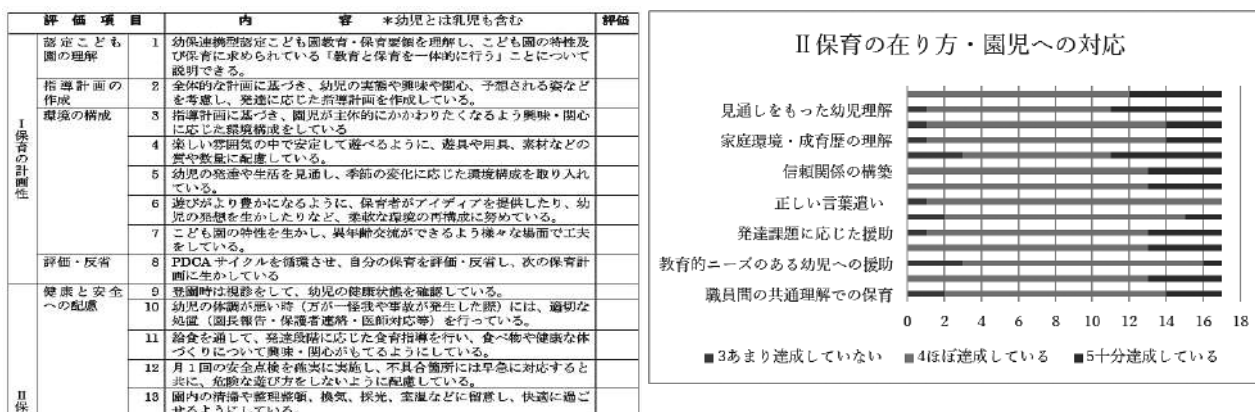 評価項目 内容 *幼児とは乳児も含む 評価
Ⅰ保育の計画性
認定こども園の理解
1 幼保連携型認定こども園教育・保育要領を理解し、こども園の特性及
び保育に求められている「教育と保育を一体的に行う」ことについて
説明できる。
指導計画の作成
2 全体的な計画に基づき、幼児の実態や興味や関心、予想される姿など
を考慮し、発達に応じた指導計画を作成している。
環境の構成
3 指導計画に基づき、園児が主体的にかかわりたくなるよう興味・関心
に応じた環境構成をしている
4 楽しい雰囲気の中で安定して遊べるように、遊具や用具、素材などの
質や数量に配慮している。
5 幼児の発達や生活を見通し、季節の変化に応じた環境構成を取り入れ
ている。
6 遊びがより豊かになるように、保育者がアイディアを提供したり、幼
児の発想を生かしたりなど、柔軟な環境の再構成に努めている。
7 こども園の特性を生かし、異年齢交流ができるよう様々な場面で工夫
をしている。
評価・反省
8 PDCAサイクルを循環させ、自分の保育を評価・反省し、次の保育計
画に生かしている
Ⅱ保
健康と安全への配慮
9 登園時は視診をして、幼児の健康状態を確認している。
10 幼児の体調が悪い時（万が一怪我や事故が発生した際）には、適切な
処置（園長報告・保護者連絡・医師対応等）を行っている。
11 給食を通して、発達段階に応じた食育指導を行い、食べ物や健康な体
づくりについて興味・関心がもてるようにしている。
12 月1回の安全点検を確実に実施し、不具合箇所には早急に対応すると
共に、危険な遊び方をしないように配慮している。
13 園内の清掃や整理整頓、換気、採光、室温などに留意し、快適に過ご
せるようにしている。
Ⅱ保育の在り方・園児への対応
見通しをもった幼児理解
家庭環境・成育歴の理解
信頼関係の構築
正しい言葉遣い
発達課題に応じた援助
教育的ニーズのある幼児への援助
職員間の共通理解での保育
0 2 4 6 8 10 12 14 16 18
■3あまり達成していない ■4ほぼ達成している ■5十分達成している